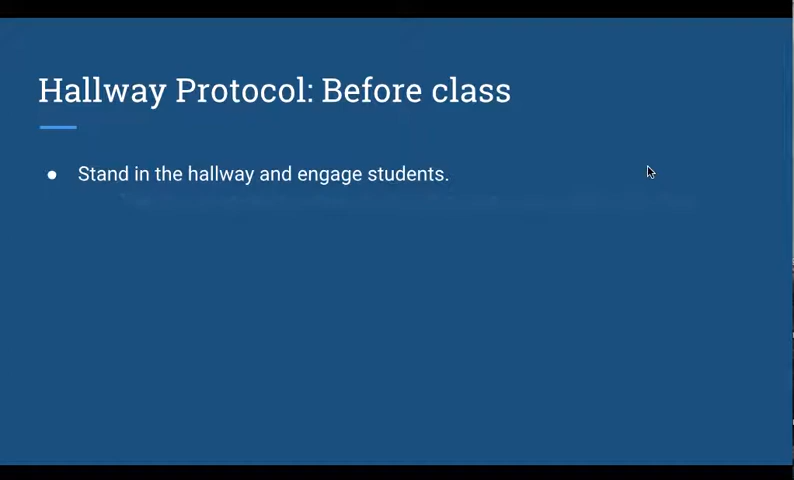 Hallway Protocol: Before class
● Stand in the hallway and engage students.